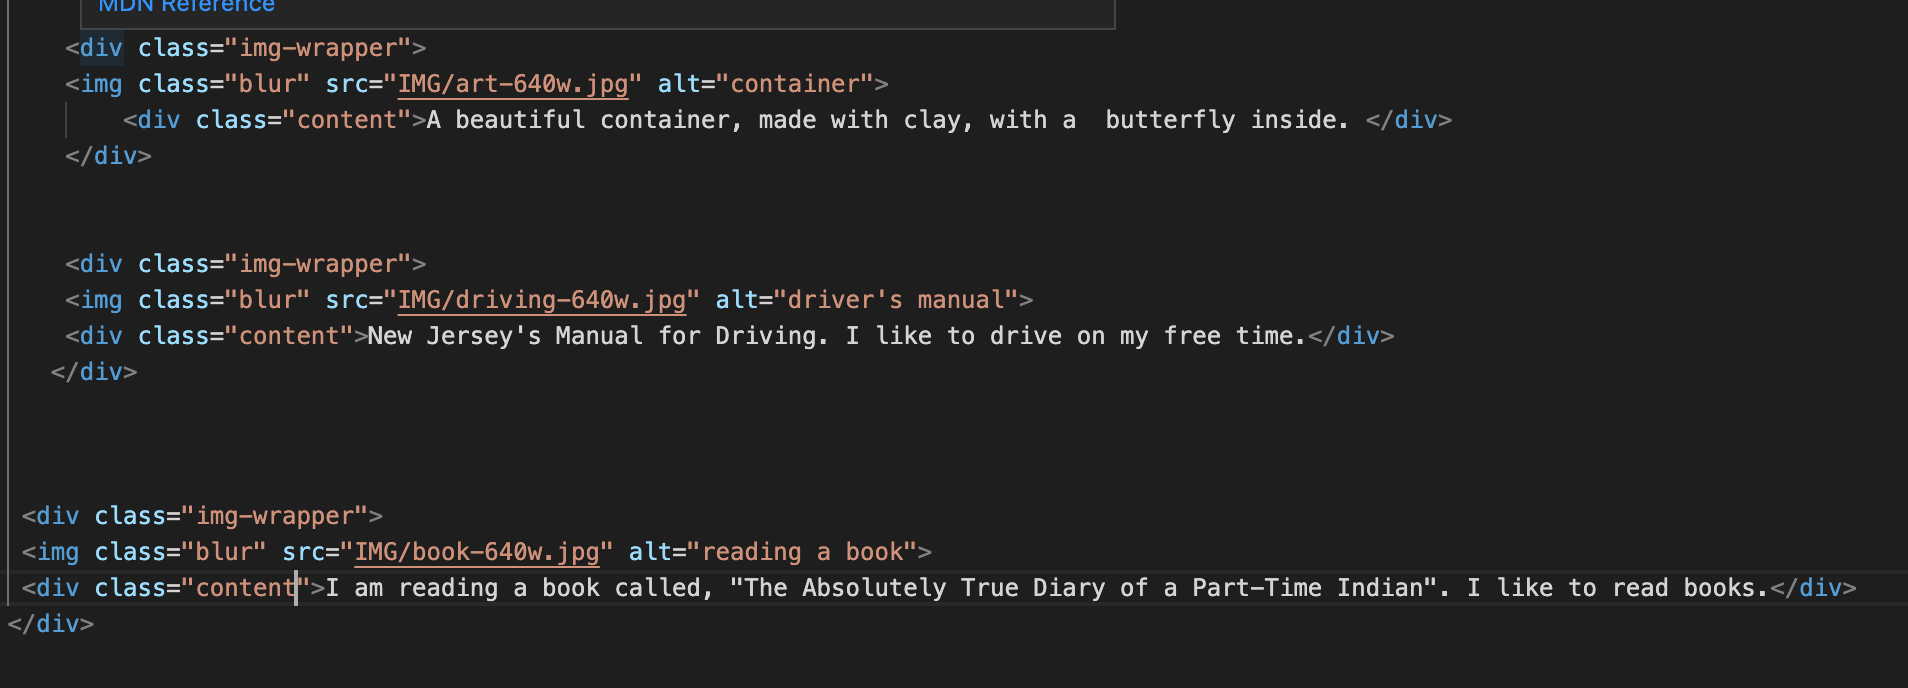 MDN Reference
<div class="img-wrapper">
<img class="blur" src="IMG/art-640w.jpg" alt="container">
<div class="content">A beautiful container, made with clay, with a  butterfly inside. </div>
</div>
<div class="img-wrapper">
<img class="blur" src="IMG/driving-640w.jpg" alt="driver's manual">
<div class="content">New Jersey's Manual for Driving. I like to drive on my free time.</div>
</div>
<div class="img-wrapper">
<img class="blur" src="IMG/book-640w.jpg" alt="reading a book">
<div class="content">I am reading a book called, "The Absolutely True Diary of a Part-Time Indian". I like to read books.</div>
</div>